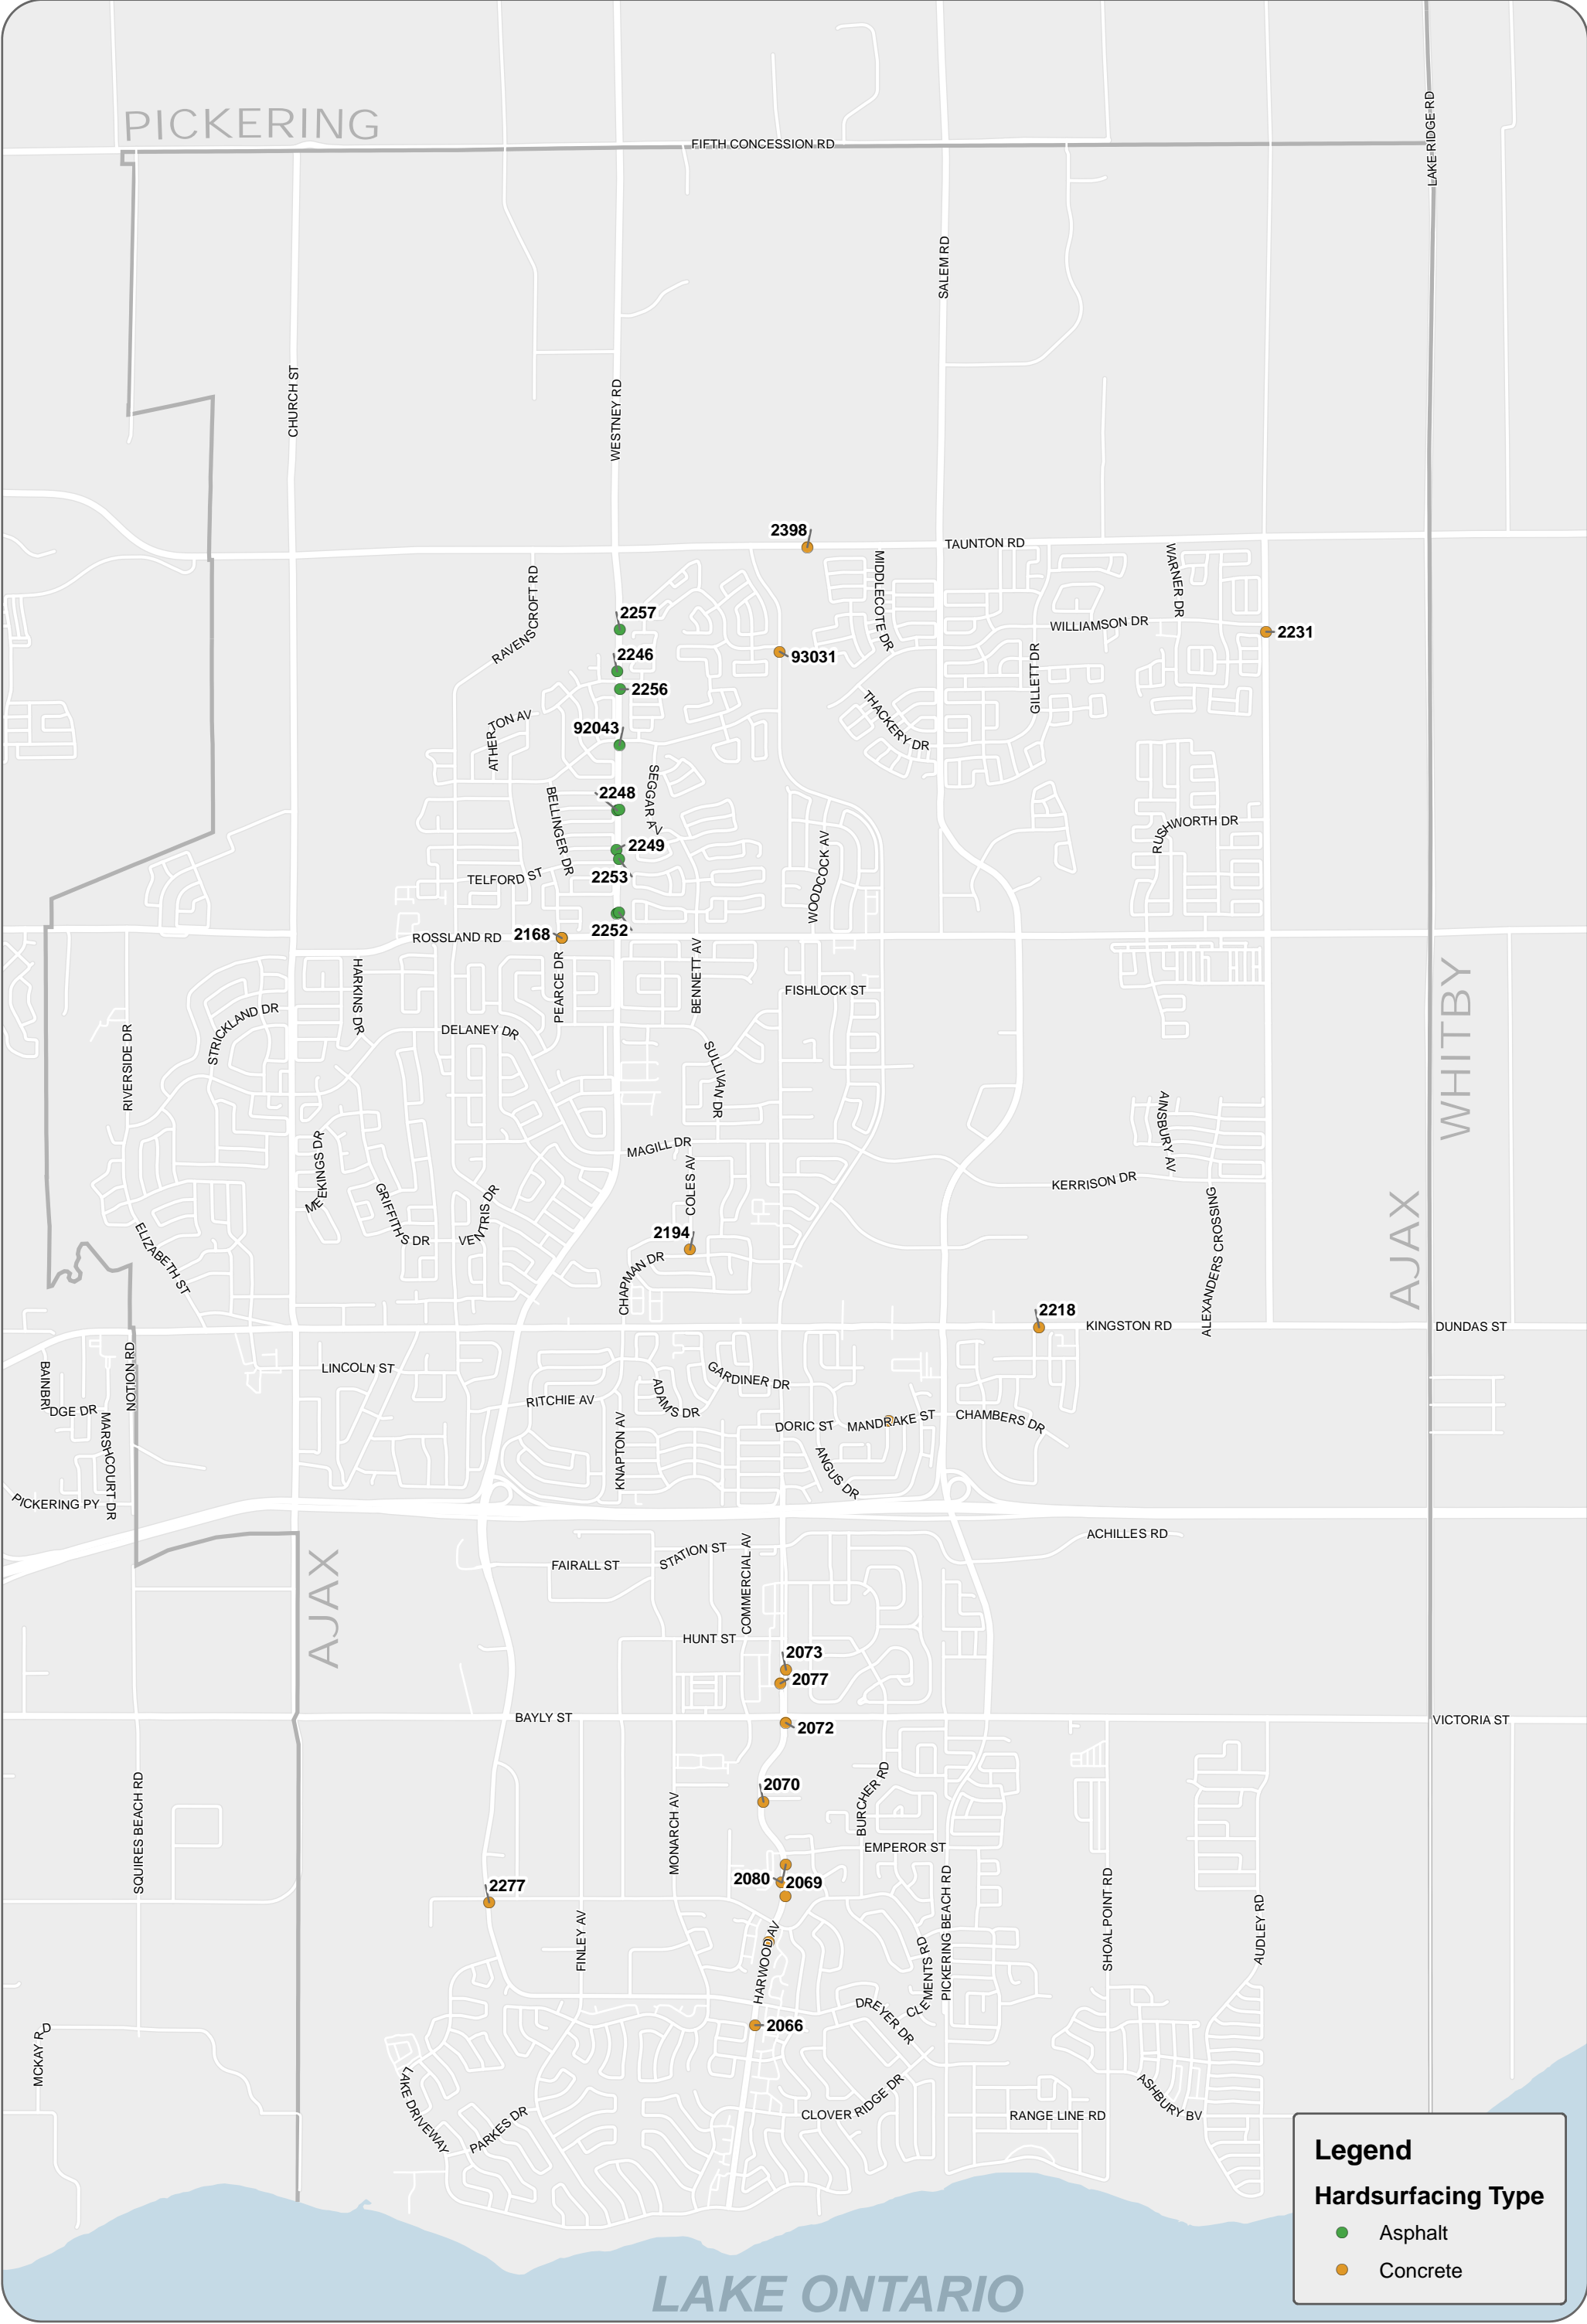 PICKERING
FIFTH CONCESSION RD
LAKE RIDGE RD
SALEM RD
CHURCH ST
WESTNEY RD
2398
TAUNTON RD
MIDDLECOTE DR
WARNER DR
RAVENSCROFT RD
2257
WILLIAMSON DR
2231
2246
93031
GILLETT DR
2256
THACKERY DR
ATHERTON AV
92043
SEGGAR AV
BELLINGER DR
2248
RUSHWORTH DR
WOODCOCK AV
2249
TELFORD ST
2253
2252
ROSSLAND RD
2168
PEARCE DR
BENNETT AV
HARKINS DR
FISHLOCK ST
WHITBY
STRICKLAND DR
DELANEY DR
RIVERSIDE DR
SULLIVAN DR
AINSBURY AV
MEEKINGS DR
MAGILL DR
COLES AV
KERRISON DR
GRIFFITHS DR
VENTRIS DR
AJAX
ALEXANDERS CROSSING
ELIZABETH ST
2194
CHAPMAN DR
2218
KINGSTON RD
DUNDAS ST
NOTION RD
BAINBRIDGE DR
LINCOLN ST
GARDINER DR
RITCHIE AV
ADAMS DR
MARSHCOURT DR
KNAPTON AV
DORIC ST
MANDRAKE ST
CHAMBERS DR
ANGUS DR
PICKERING PY
ACHILLES RD
AJAX
FAIRALL ST
STATION ST
COMMERCIAL AV
HUNT ST
2073
2077
BAYLY ST
2072
VICTORIA ST
SQUIRES BEACH RD
2070
MONARCH AV
BURCHER RD
EMPEROR ST
2080
2069
2277
PICKERING BEACH RD
SHOAL POINT RD
AUDLEY RD
FINLEY AV
HARWOOD AV
CLEMENTS RD
DREYER DR
2066
MCKAY RD
LAKE DRIVEWAY
PARKES DR
CLOVER RIDGE DR
RANGE LINE RD
ASHBURY BV
Legend
Hardsurfacing Type
Asphalt
Concrete
LAKE ONTARIO